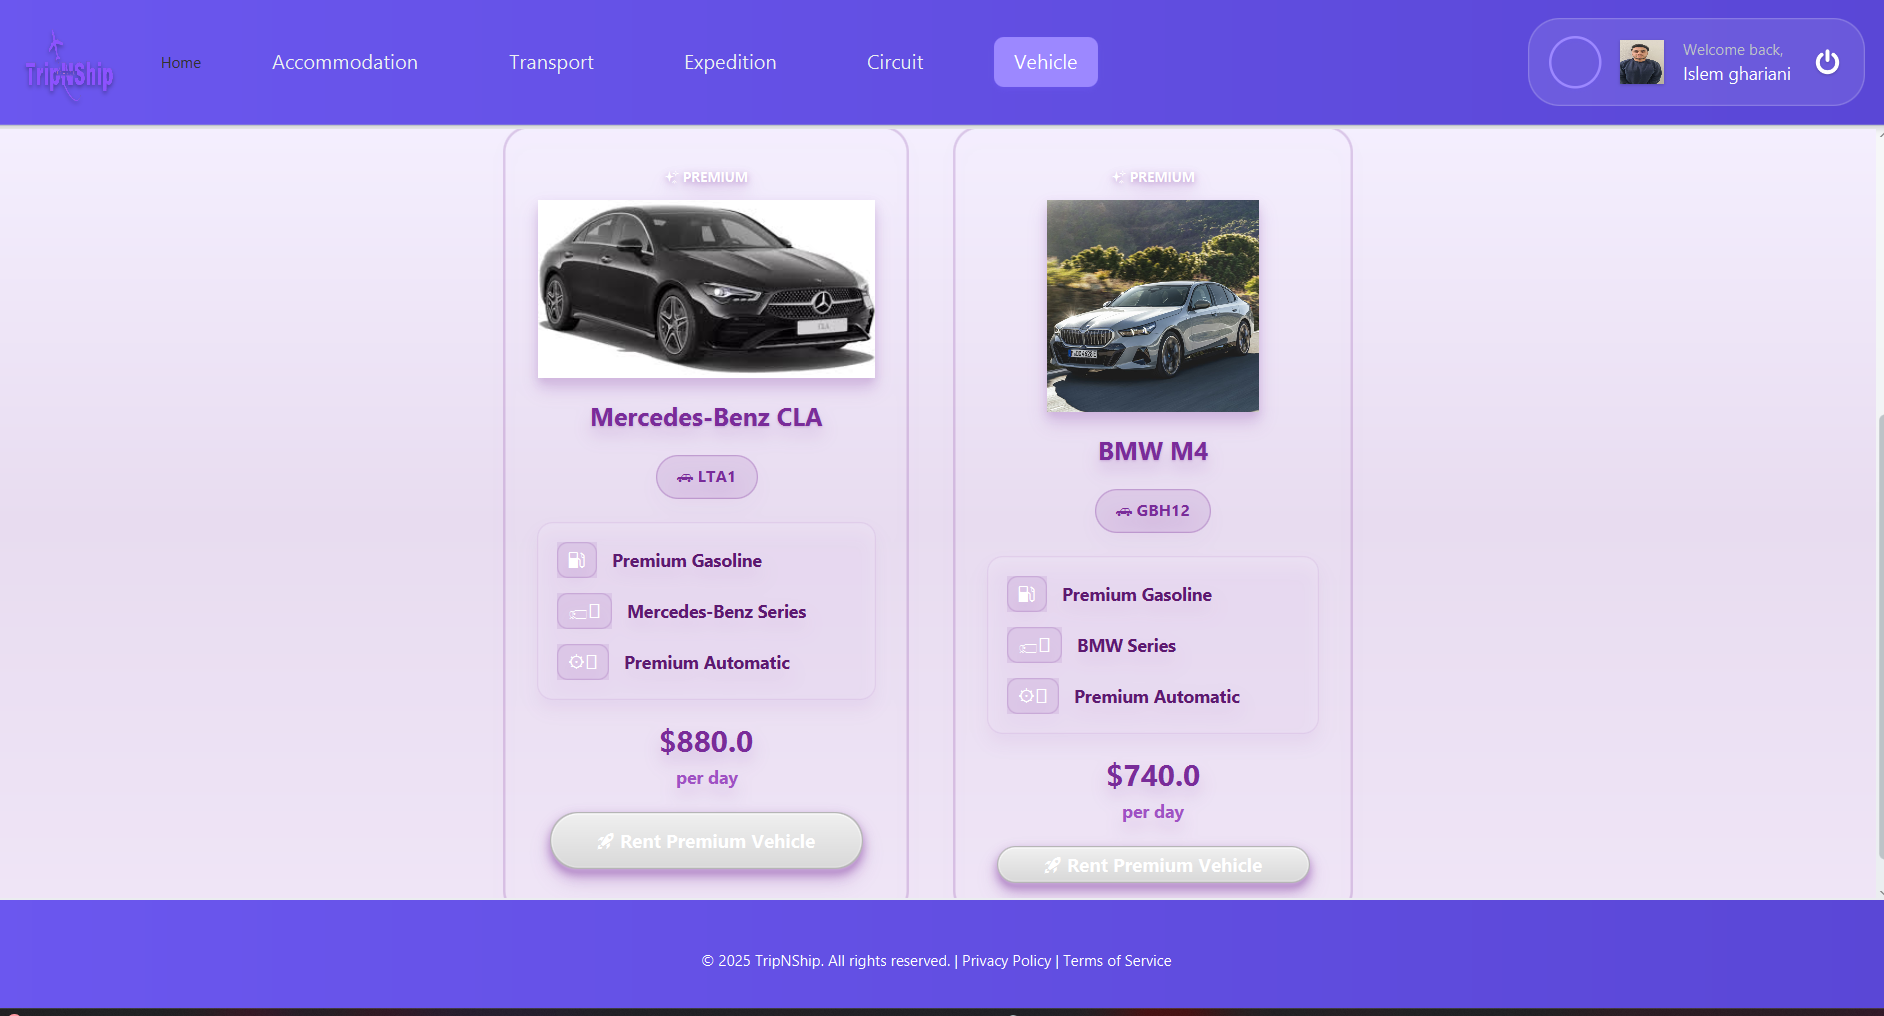 TripNShip
Home
Accommodation
Transport
Expedition
Circuit
Vehicle
Welcome back,
Islem ghariani
PREMIUM
CLA
Mercedes-Benz CLA
LTA1
Premium Gasoline
Mercedes-Benz Series
Premium Automatic
$880.0
per day
Rent Premium Vehicle
PREMIUM
BMW M4
GBH12
Premium Gasoline
BMW Series
Premium Automatic
$740.0
per day
Rent Premium Vehicle
© 2025 TripNShip. All rights reserved. | Privacy Policy | Terms of Service